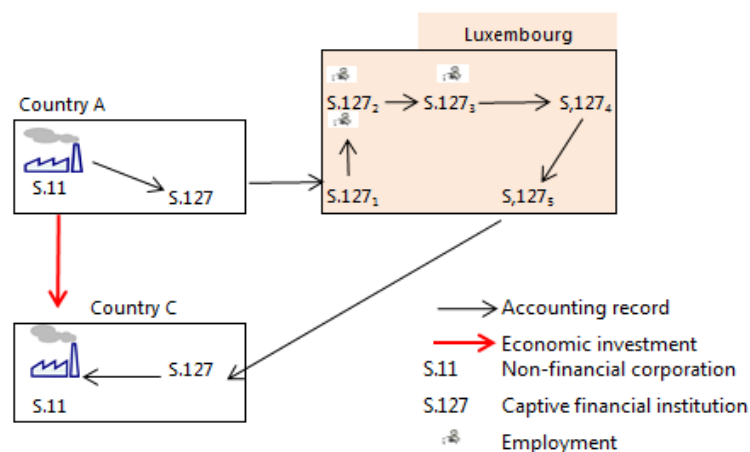 Luxembourg
Country A
S.127₂ S.127₃ S,127₄
S.11
S.127
S.127₁ S,127₅
Country C
S.127
S.11
Accounting record
Economic investment
S.11 Non-financial corporation
S.127 Captive financial institution
Employment